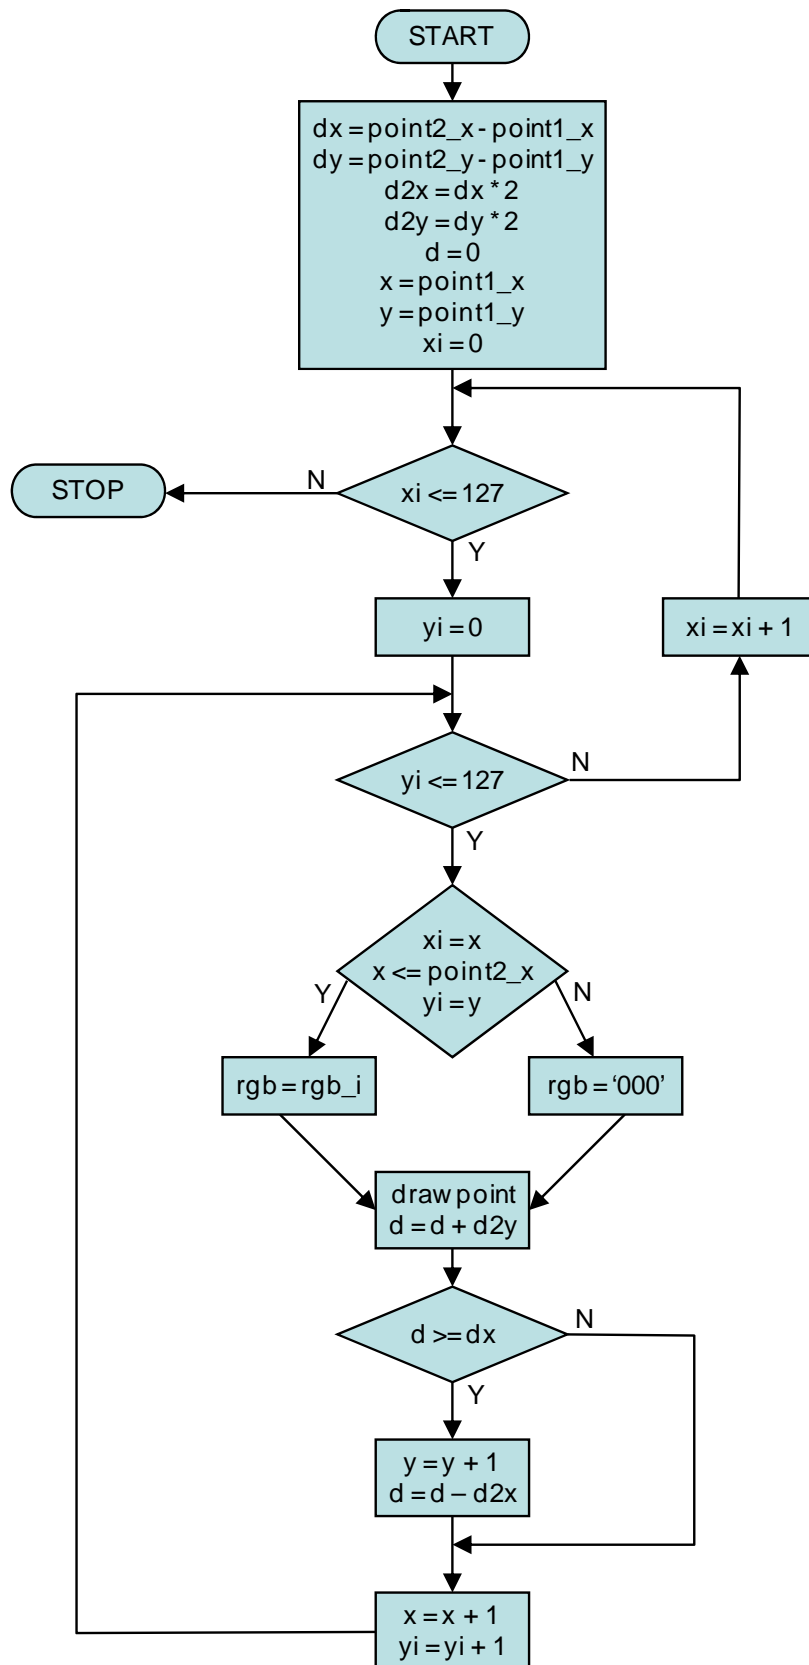 START
dx = point2_x - point1_x
dy = point2_y - point1_y
d2x = dx * 2
d2y = dy * 2
d = 0
x = point1_x
y = point1_y
xi = 0
xi <= 127
N
STOP
Y
yi = 0
xi = xi + 1
yi <= 127
N
Y
xi = x
x <= point2_x
yi = y
Y
N
rgb = rgb_i
rgb = ‘000’
draw point
d = d + d2y
d >= dx
N
Y
y = y + 1
d = d – d2x
x = x + 1
yi = yi + 1